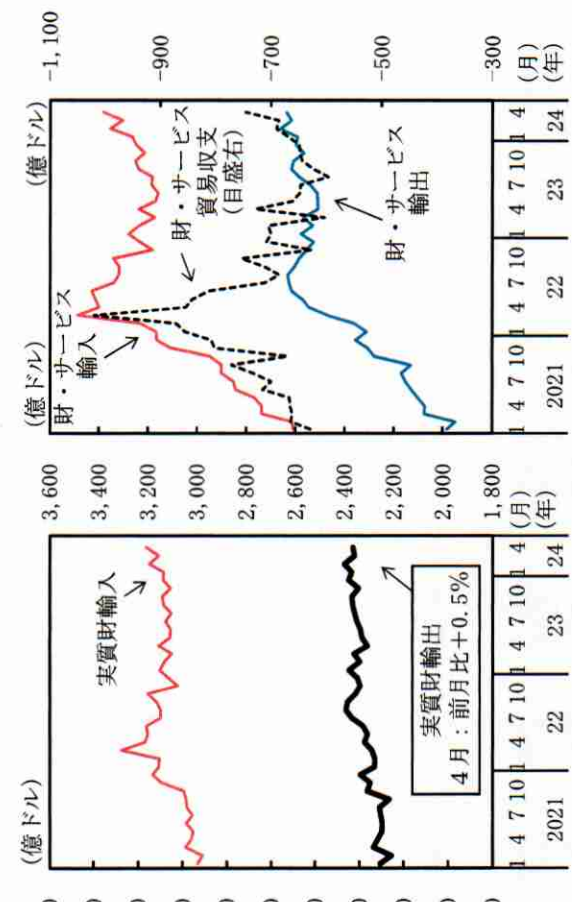 (億ドル)
実質財輸入
実質財輸出
4月：前月比+0.5%
1 4 7 10 1 4 7 10 1 4 7 10 1 4 (月)
2021 22 23 24 (年)
(億ドル)
(億ドル)
3,600
3,400
3,200
3,000
2,800
2,600
2,400
2,200
2,000
1,800
財・サービス
輸入
財・サービス
貿易収支
(目盛右)
財・サービス
輸出
−1,100
−900
−700
−500
−300
1 4 7 10 1 4 7 10 1 4 7 10 1 4 (月)
2021 22 23 24 (年)